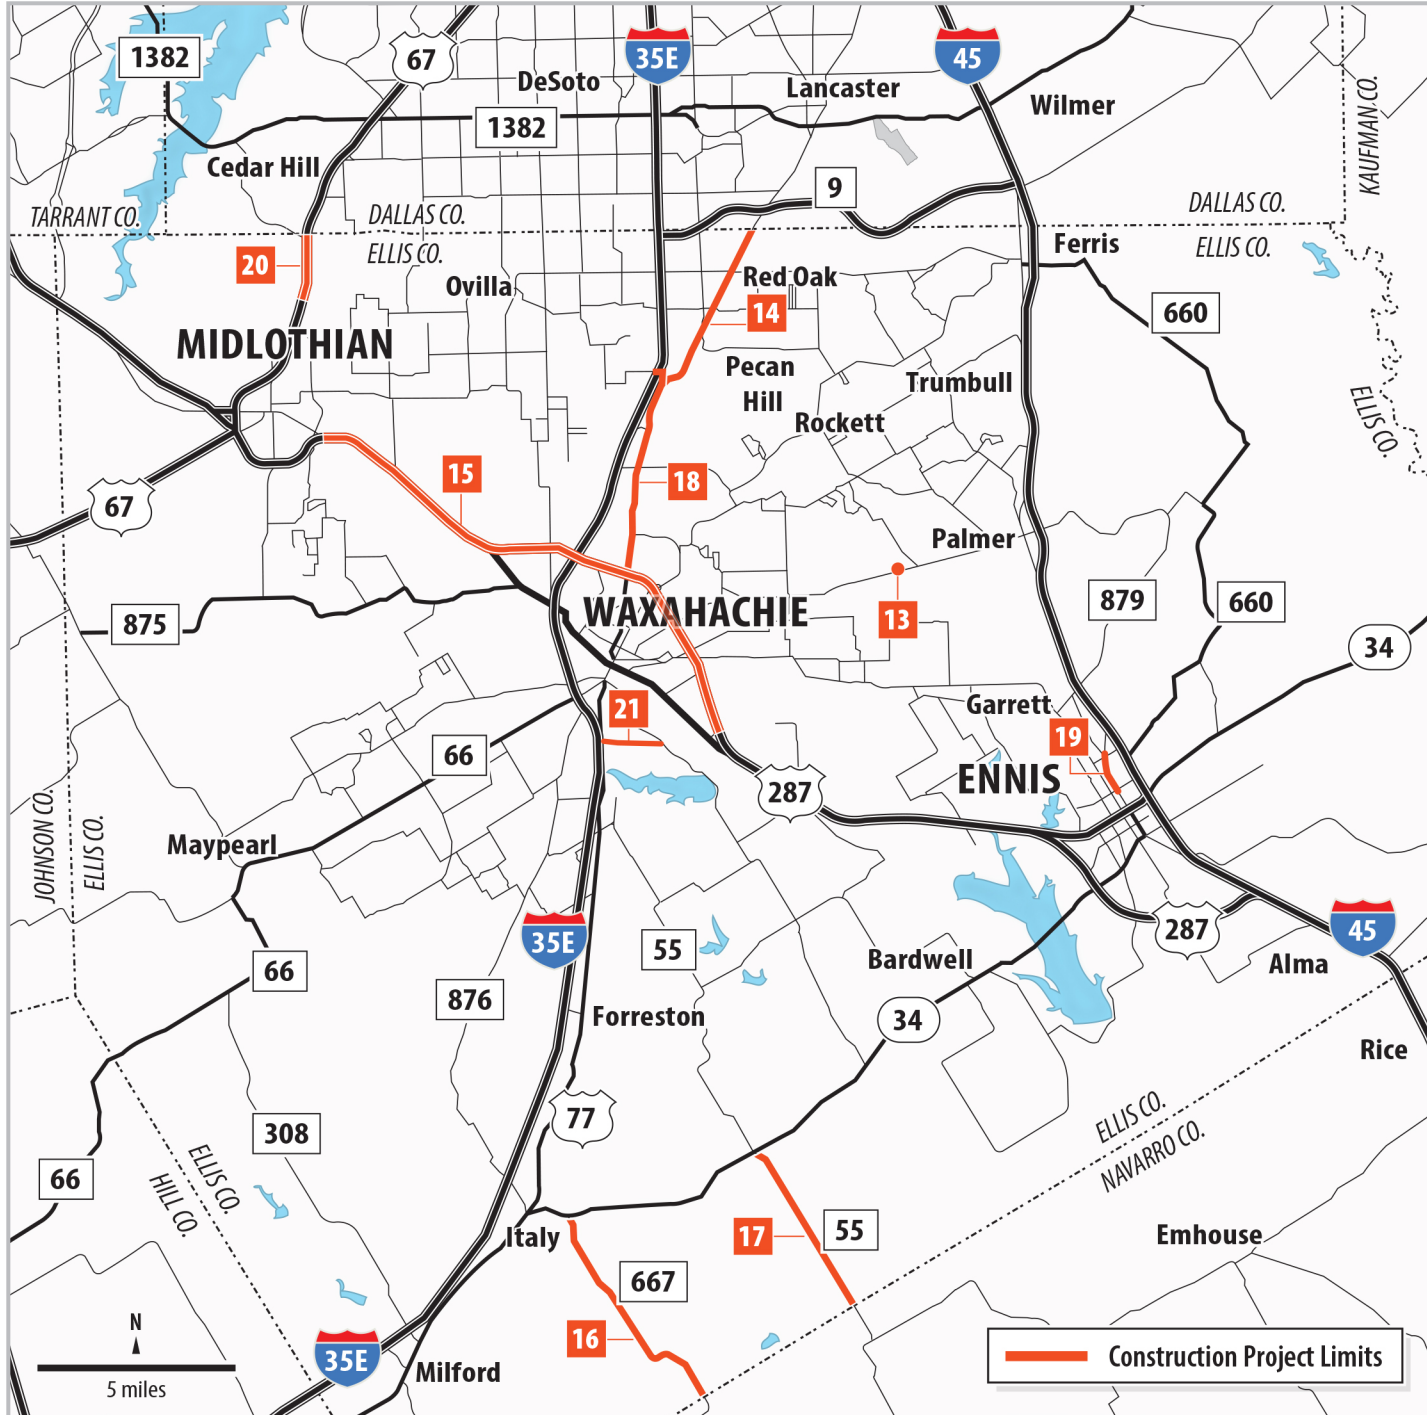 1382
67
35E
45
DeSoto
Lancaster
Wilmer
1382
KAUFMAN CO.
Cedar Hill
9
TARRANT CO.
DALLAS CO.
DALLAS CO.
ELLIS CO.
ELLIS CO.
Ferris
20
Ovilla
Red Oak
14
660
MIDLOTHIAN
Pecan
Hill
Trumbull
Rockett
ELLIS CO.
15
18
67
Palmer
13
879
660
875
WAXAHACHIE
34
21
Garrett
19
66
ENNIS
287
JOHNSON CO.
ELLIS CO.
Maypearl
35E
55
287
45
66
Bardwell
Alma
876
Forreston
34
Rice
77
308
ELLIS CO.
NAVARRO CO.
66
ELLIS CO.
HILL CO.
Italy
17
55
Emhouse
667
16
N
5 miles
35E
Milford
Construction Project Limits